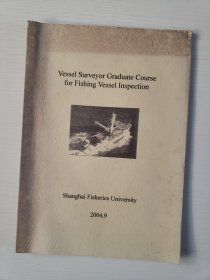 Vessel Surveyor Graduate Course
for Fishing Vessel Inspection
Shanghai Fisheries University
2004.9